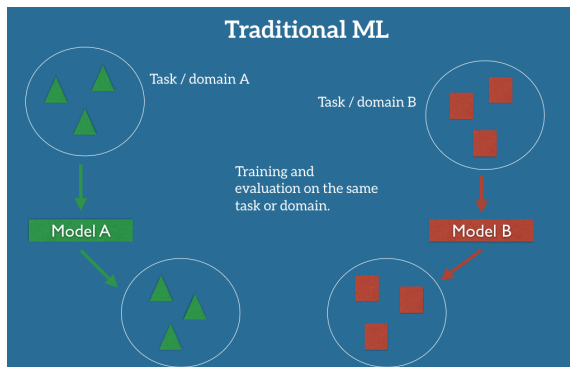 Traditional ML
Task / domain A
Task / domain B
Training and
evaluation on the same
task or domain.
Model A
Model B